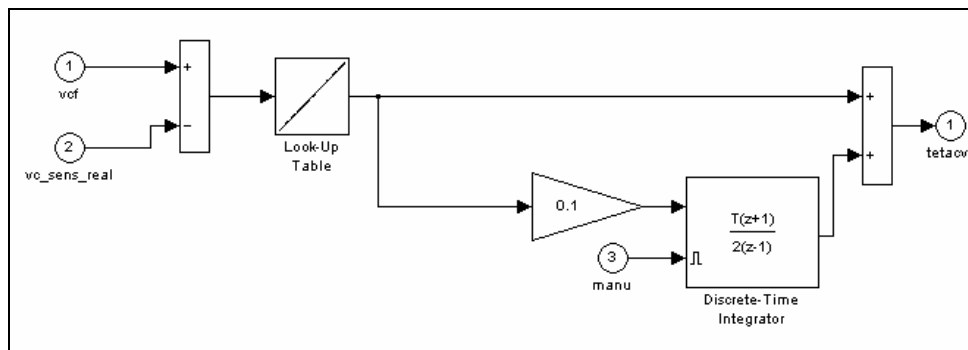 1
vcf
+
−
2
vc_sens_real
Look-Up
Table
0.1
3
manu
T(z+1)
2(z-1)
Discrete-Time
Integrator
+
+
1
tetacv